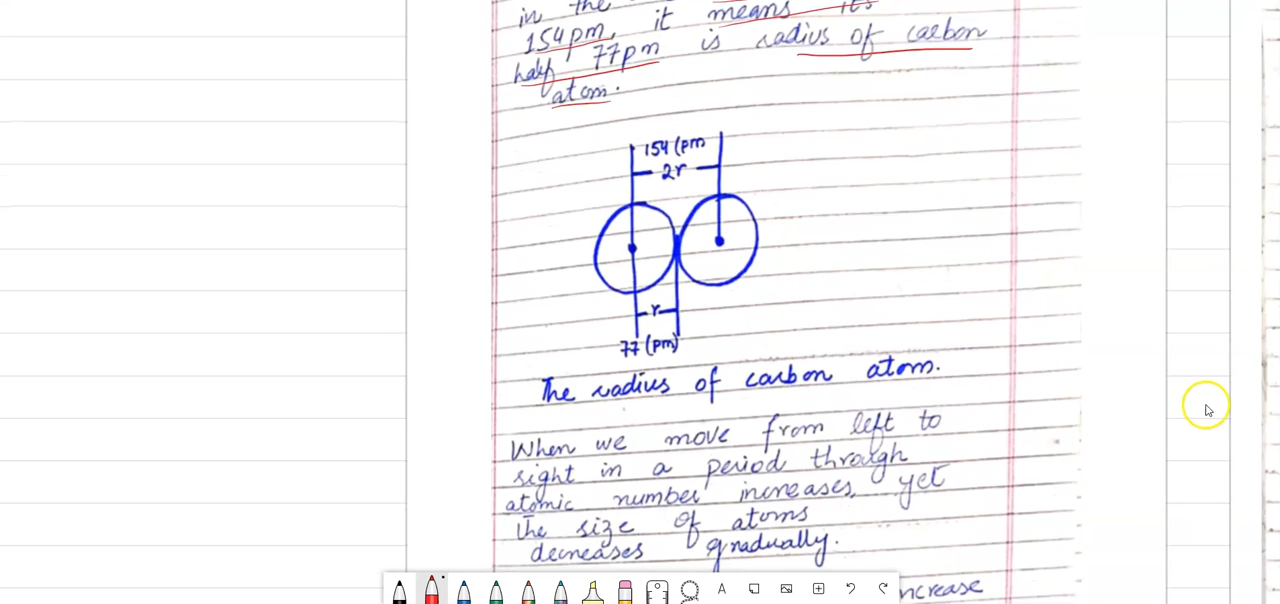 in the
154pm, it means its
half 77pm is radius of carbon
atom.
154 (pm
2r
r
77 (pm)
The radius of carbon atom.
When we move from left to
right in a period through
atomic number increases, yet
the size of atoms
decreases gradually.
increase
A